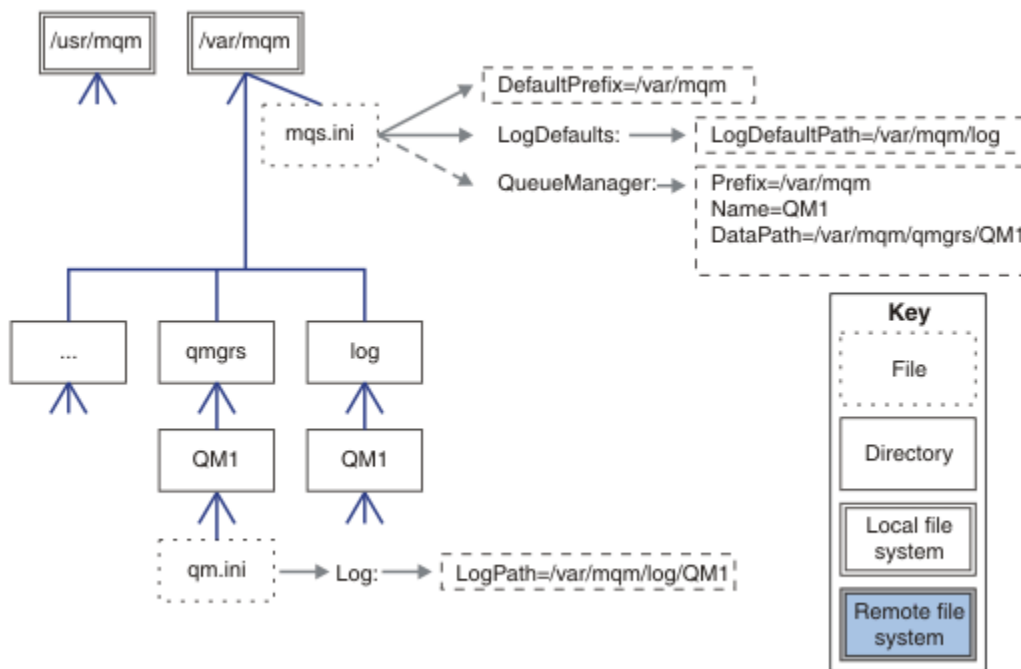 /usr/mqm
/var/mqm
mqs.ini
DefaultPrefix=/var/mqm
LogDefaults:
LogDefaultPath=/var/mqm/log
QueueManager:
Prefix=/var/mqm
Name=QM1
DataPath=/var/mqm/qmgrs/QM1
...
qmgrs
log
QM1
QM1
qm.ini
Log:
LogPath=/var/mqm/log/QM1
Key
File
Directory
Local file
system
Remote file
system